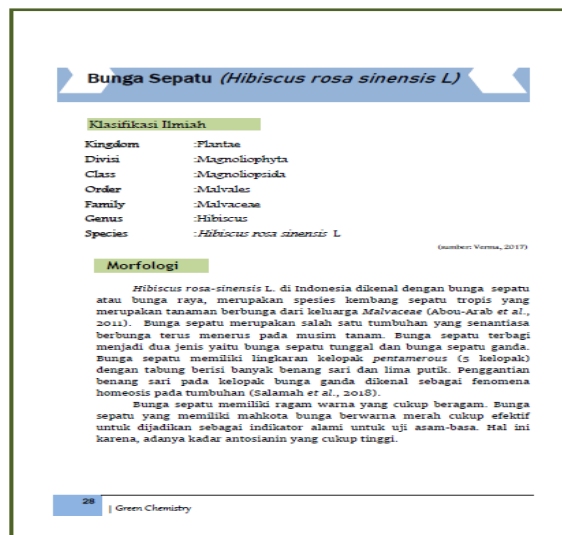 Bunga Sepatu (Hibiscus rosa sinensis L)
Klasifikasi Ilmiah
Kingdom :Plantae
Divisi :Magnoliophyta
Class :Magnoliopsida
Order :Malvales
Family :Malvaceae
Genus :Hibiscus
Species :Hibiscus rosa sinensis L
(sumber: Verma, 2017)
Morfologi
Hibiscus rosa-sinensis L. di Indonesia dikenal dengan bunga sepatu
atau bunga raya, merupakan spesies kembang sepatu tropis yang
merupakan tanaman berbunga dari keluarga Malvaceae (Abou-Arab et al.,
2011). Bunga sepatu merupakan salah satu tumbuhan yang senantiasa
berbunga terus menerus pada musim tanam. Bunga sepatu terbagi
menjadi dua jenis yaitu bunga sepatu tunggal dan bunga sepatu ganda.
Bunga sepatu memiliki lingkaran kelopak pentamerous (5 kelopak)
dengan tabung berisi banyak benang sari dan lima putik. Penggantian
benang sari pada kelopak bunga ganda dikenal sebagai fenomena
homeosis pada tumbuhan (Salamah et al., 2018).
Bunga sepatu memiliki ragam warna yang cukup beragam. Bunga
sepatu yang memiliki mahkota bunga berwarna merah cukup efektif
untuk dijadikan sebagai indikator alami untuk uji asam-basa. Hal ini
karena, adanya kadar antosianin yang cukup tinggi.
28 | Green Chemistry